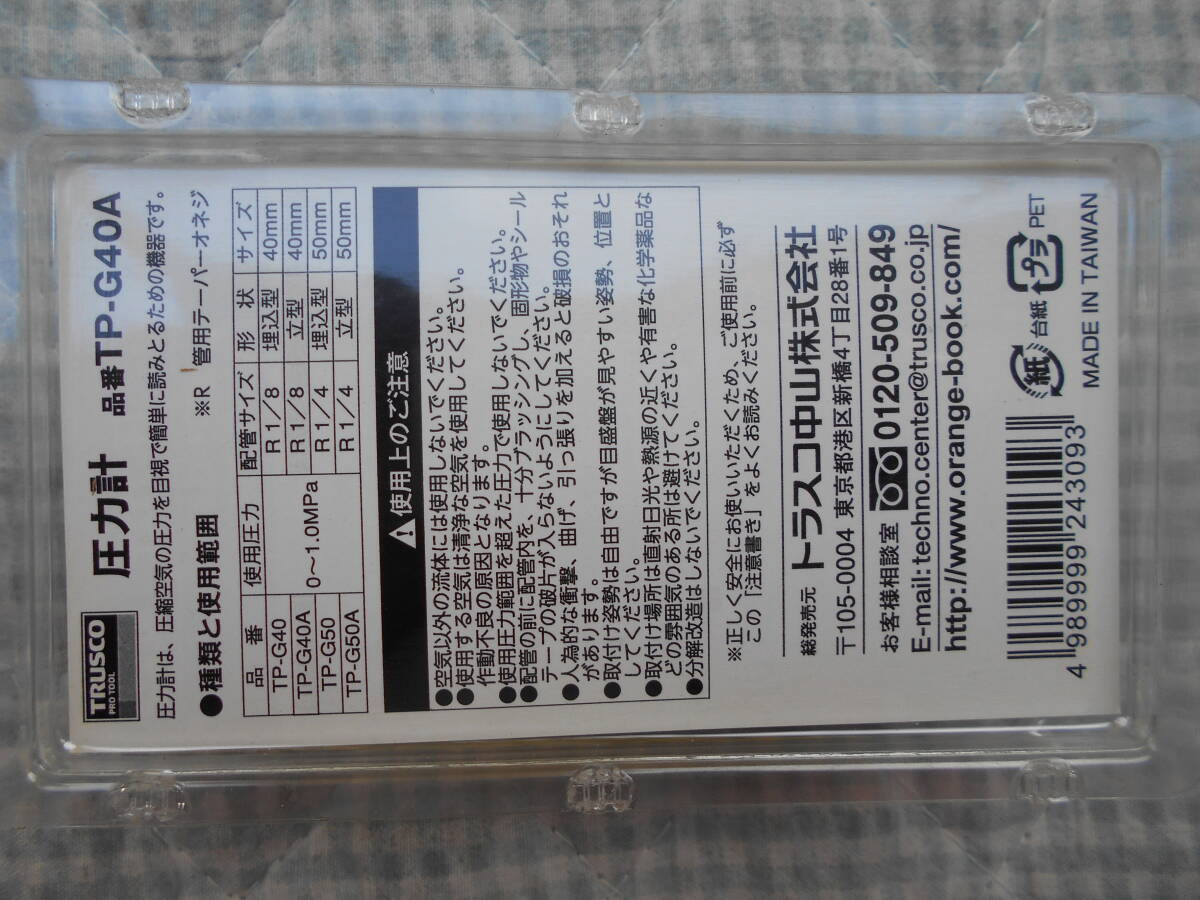 TRUSCO
PRO TOOL
圧力計 品番TP-G40A
圧力計は、圧縮空気の圧力を目視で簡単に読みとるための機器です。
●種類と使用範囲 ※R 管用テーパーオネジ
品 番 使用圧力 配管サイズ 形 状 サイズ
TP-G40 0～1.0MPa R1/8 埋込型 40mm
TP-G40A R1/8 立型 40mm
TP-G50 R1/4 埋込型 50mm
TP-G50A R1/4 立型 50mm
使用上のご注意
●空気以外の流体には使用しないでください。
●使用する空気は清浄な空気を使用してください。
作動不良の原因となります。
●使用圧力範囲を超えた圧力で使用しないでください。
●配管の前に配管内を、十分フラッシングし、固形物やシール
テープの破片が入らないようにしてください。
●人為的な衝撃、曲げ、引っ張りを加えると破損のおそれ
があります。
●取付け姿勢は自由ですが目盛盤が見やすい姿勢、位置と
してください。
●取付け場所は直射日光や熱源の近くや有害な化学薬品な
どの雰囲気のある所は避けてください。
●分解改造はしないでください。
※正しく安全にお使いいただくため、ご使用前に必ず
この「注意書き」をよくお読みください。
総発売元 トラスコ中山株式会社
〒105-0004 東京都港区新橋4丁目28番1号
お客様相談室 0120-509-849
E-mail:techno.center@trusco.co.jp
http://www.orange-book.com/
4 989999 243093
紙 台紙 プラ PET
MADE IN TAIWAN